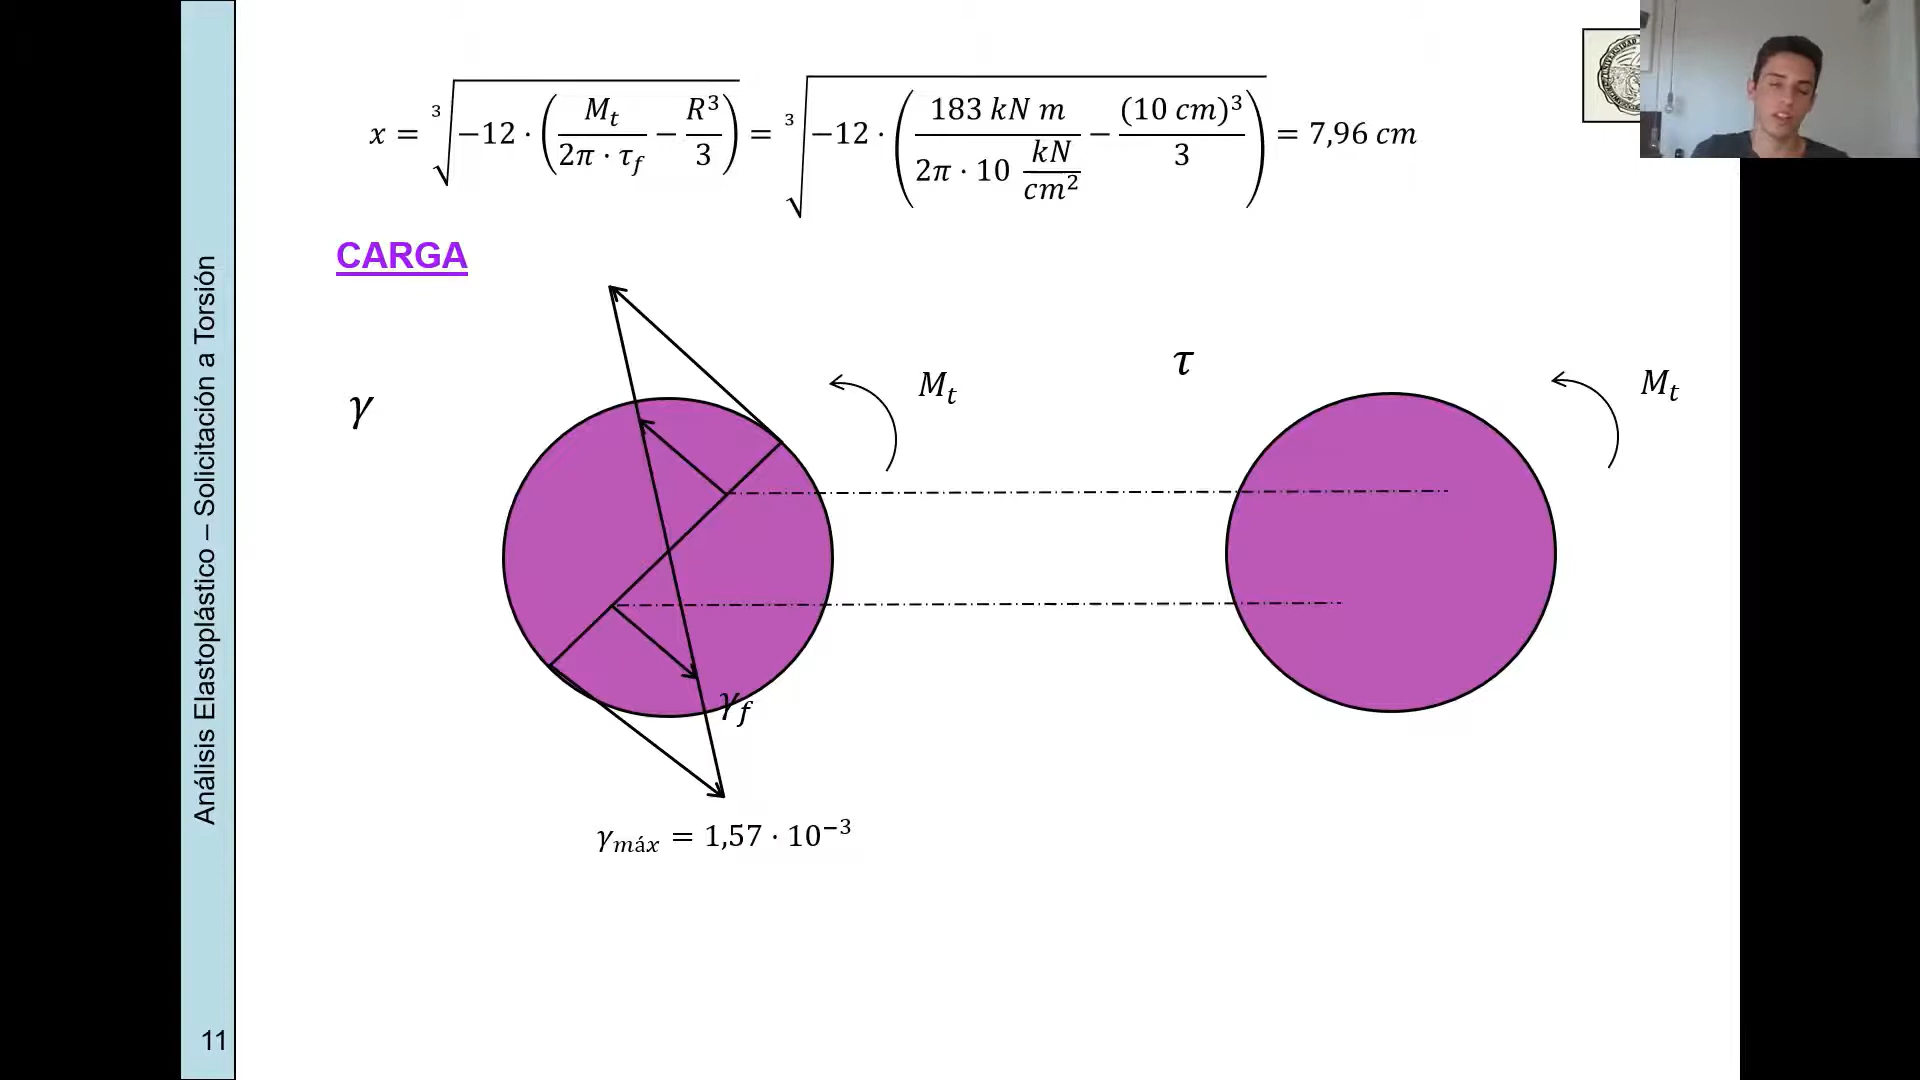 x = ∛(−12 · (M_t / (2π · τ_f) − R³/3)) = ∛(−12 · (183 kN m / (2π · 10 kN/cm²) − (10 cm)³/3)) = 7,96 cm
CARGA
γ
M_t
τ
M_t
γ_f
γ_máx = 1,57 · 10⁻³
Análisis Elastoplástico – Solicitación a Torsión
11